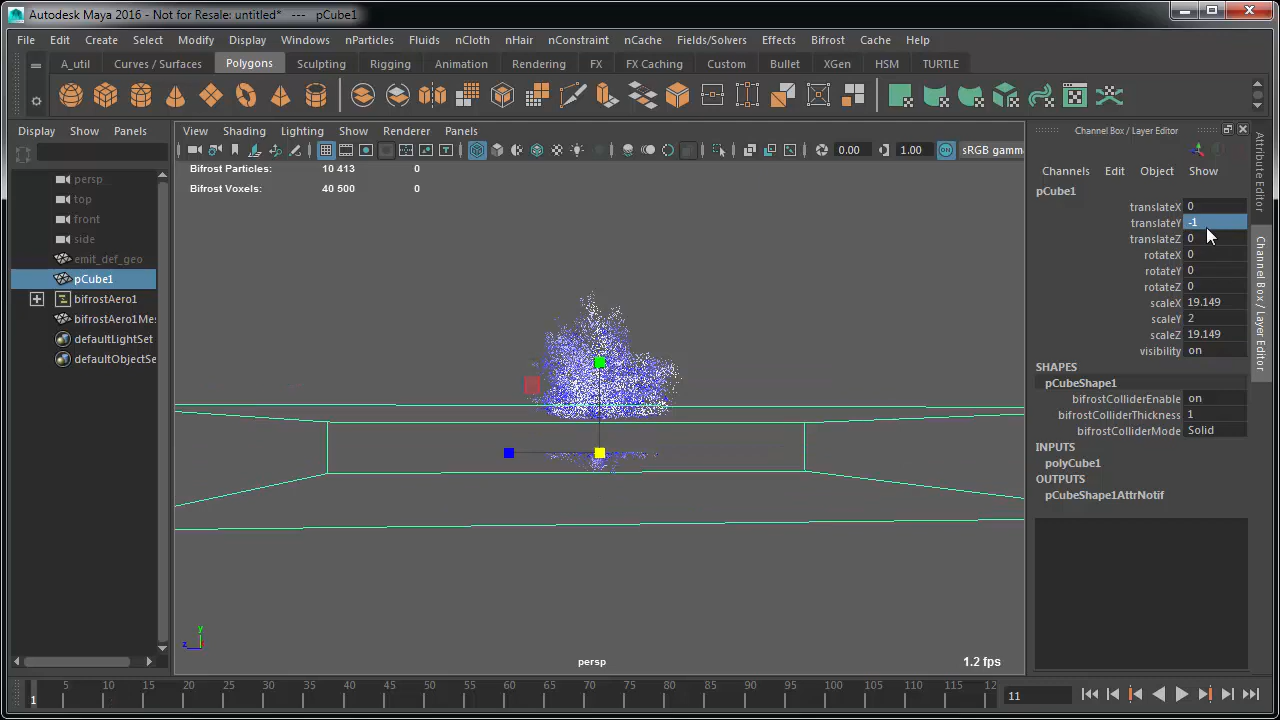 Autodesk Maya 2016 - Not for Resale: untitled*   ---   pCube1
File Edit Create Select Modify Display Windows nParticles Fluids nCloth nHair nConstraint nCache Fields/Solvers Effects Bifrost Cache Help
A_util Curves / Surfaces Polygons Sculpting Rigging Animation Rendering FX FX Caching Custom Bullet XGen HSM TURTLE
Display Show Panels
persp
top
front
side
emit_def_geo
pCube1
bifrostAero1
bifrostAero1Me
defaultLightSet
defaultObjectSe
View Shading Lighting Show Renderer Panels
0.00 1.00 ON sRGB gamm
Bifrost Particles: 10 413 0
Bifrost Voxels: 40 500 0
y
z
persp
1.2 fps
Channel Box / Layer Editor
Channels Edit Object Show
pCube1
translateX 0
translateY -1
translateZ 0
rotateX 0
rotateY 0
rotateZ 0
scaleX 19.149
scaleY 2
scaleZ 19.149
visibility on
SHAPES
pCubeShape1
bifrostColliderEnable on
bifrostColliderThickness 1
bifrostColliderMode Solid
INPUTS
polyCube1
OUTPUTS
pCubeShape1AttrNotif
Attribute Editor
Channel Box / Layer Editor
5 10 15 20 25 30 35 40 45 50 55 60 65 70 75 80 85 90 95 100 105 110 115 12
1
11